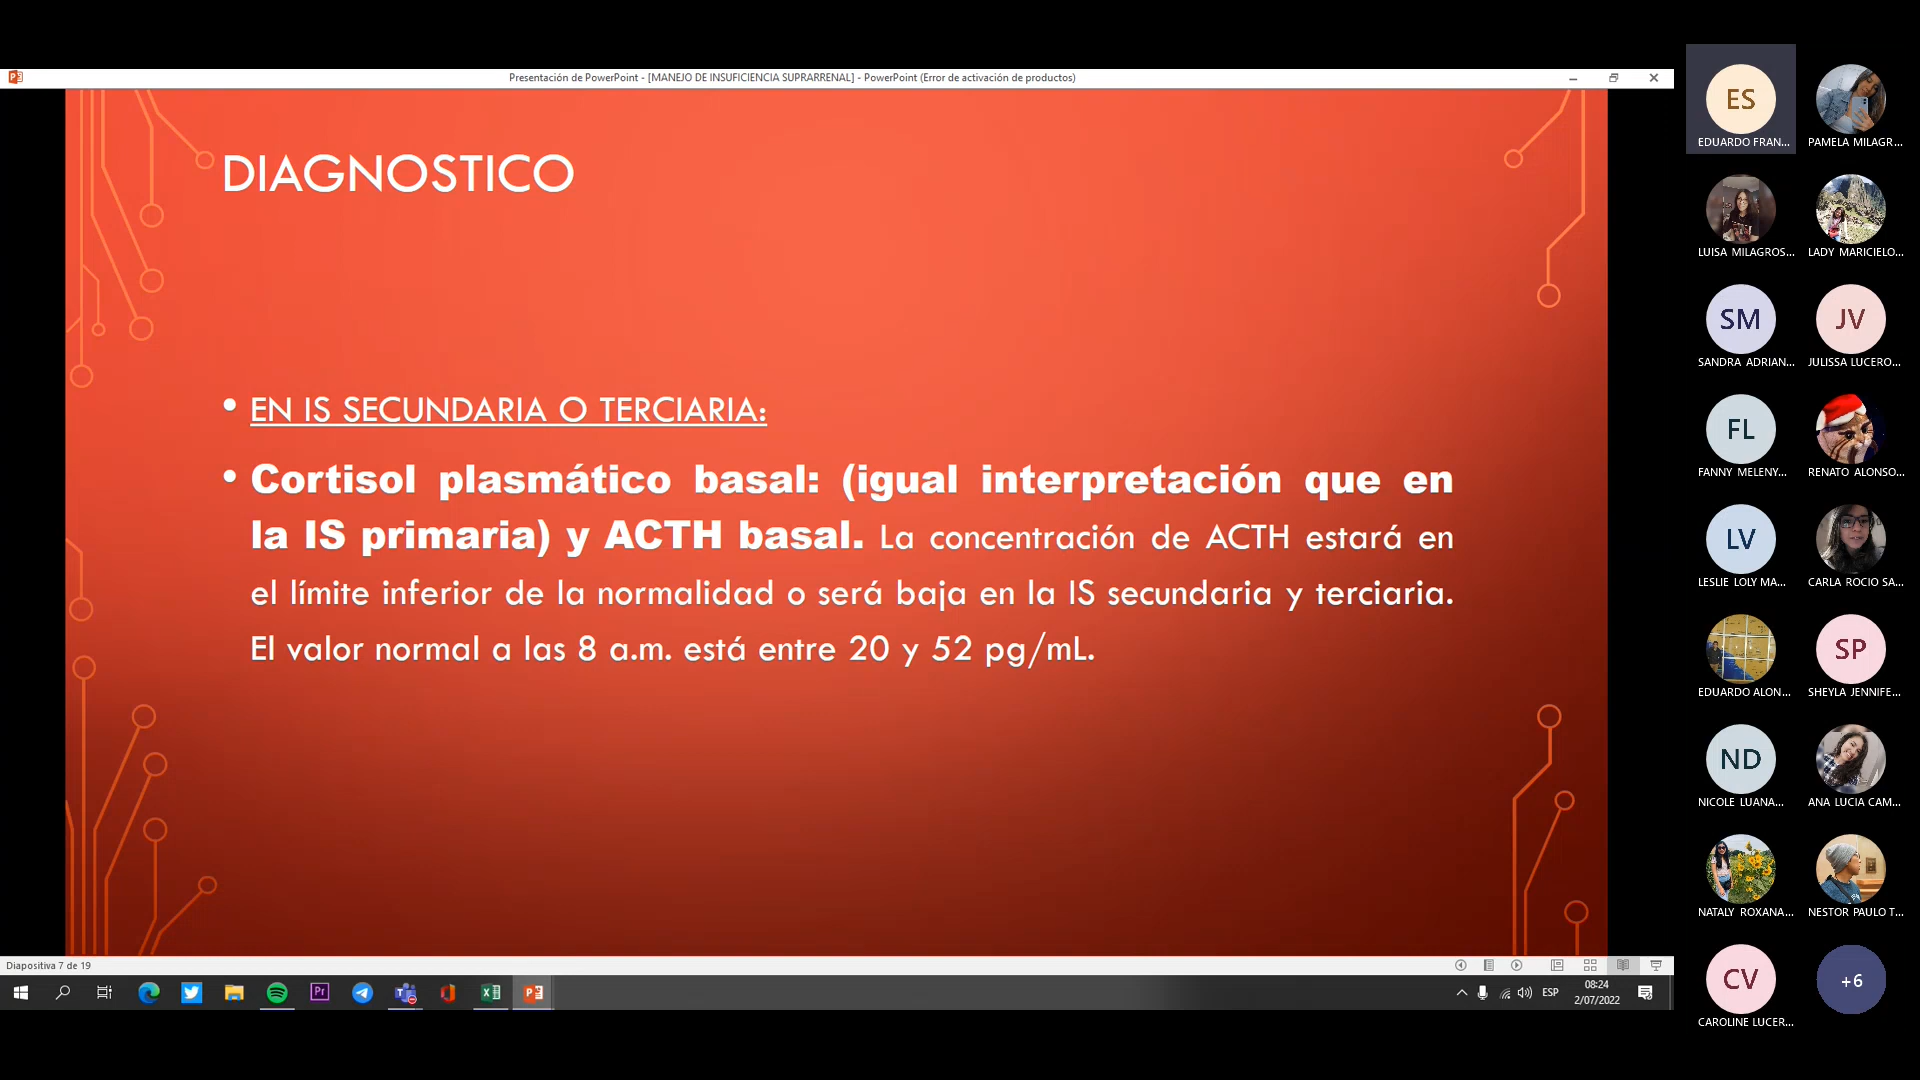 Presentación de PowerPoint - [MANEJO DE INSUFICIENCIA SUPRARRENAL] - PowerPoint (Error de activación de productos)
DIAGNOSTICO
• EN IS SECUNDARIA O TERCIARIA:
• Cortisol plasmático basal: (igual interpretación que en
la IS primaria) y ACTH basal. La concentración de ACTH estará en
el límite inferior de la normalidad o será baja en la IS secundaria y terciaria.
El valor normal a las 8 a.m. está entre 20 y 52 pg/mL.
Diapositiva 7 de 19
Pr
ESP
08:24
2/07/2022
ES
EDUARDO FRAN...
PAMELA MILAGR...
LUISA MILAGROS...
LADY MARICIELO...
SM
SANDRA ADRIAN...
JV
JULISSA LUCERO...
FL
FANNY MELENY...
RENATO ALONSO...
LV
LESLIE LOLY MA...
CARLA ROCIO SA...
EDUARDO ALON...
SP
SHEYLA JENNIFE...
ND
NICOLE LUANA...
ANA LUCIA CAM...
NATALY ROXANA...
NESTOR PAULO T...
CV
CAROLINE LUCER...
+6